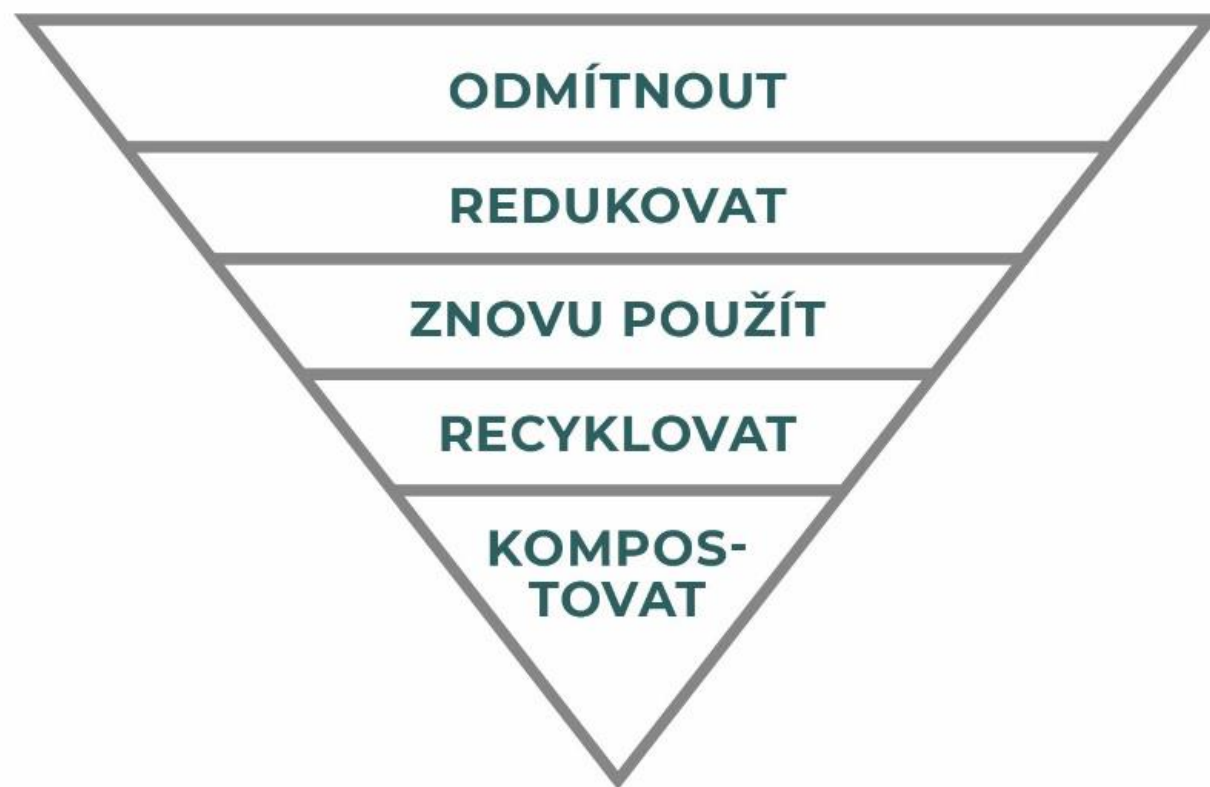 ODMÍTNOUT
REDUKOVAT
ZNOVU POUŽÍT
RECYKLOVAT
KOMPOS-
TOVAT